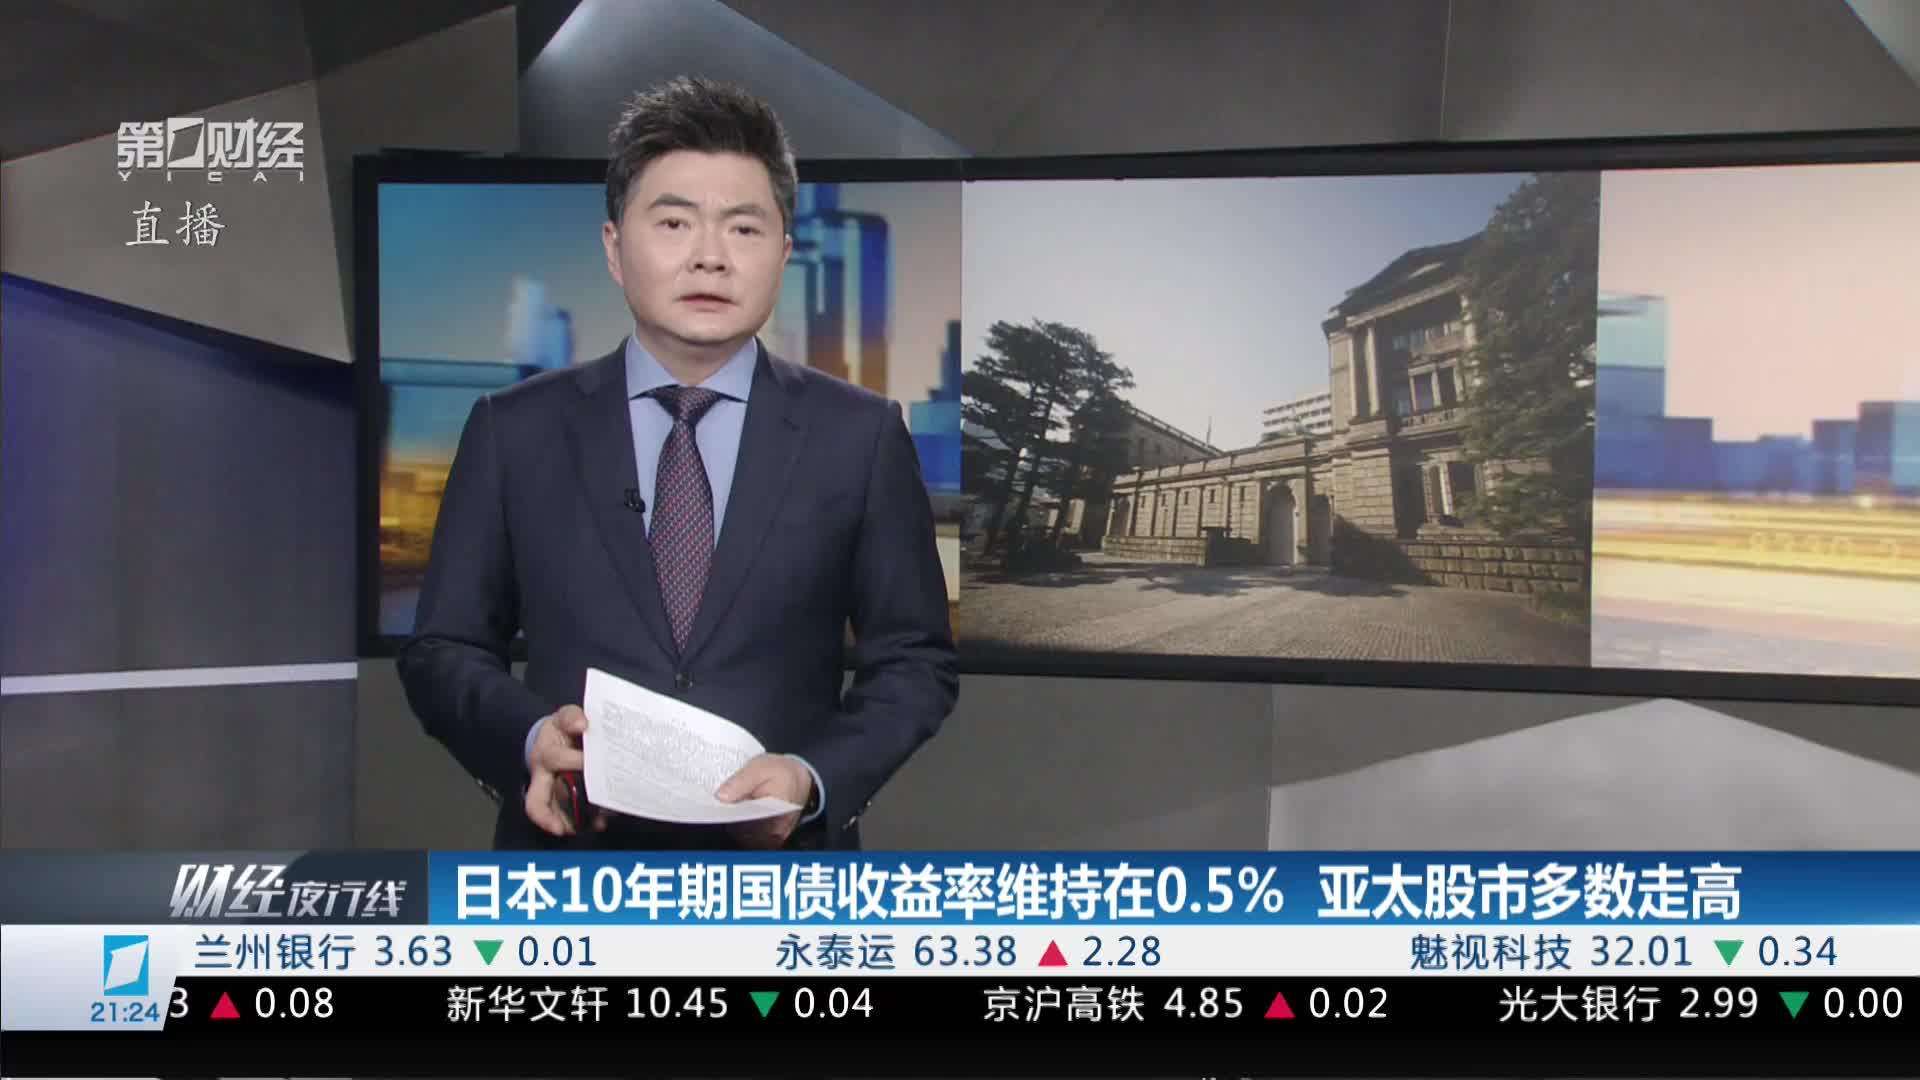 第一财经
YICAI
直播
财经夜行线
日本10年期国债收益率维持在0.5% 亚太股市多数走高
兰州银行 3.63 ▼ 0.01 永泰运 63.38 ▲ 2.28 魅视科技 32.01 ▼ 0.34
21:24
3 ▲ 0.08 新华文轩 10.45 ▼ 0.04 京沪高铁 4.85 ▲ 0.02 光大银行 2.99 ▼ 0.00